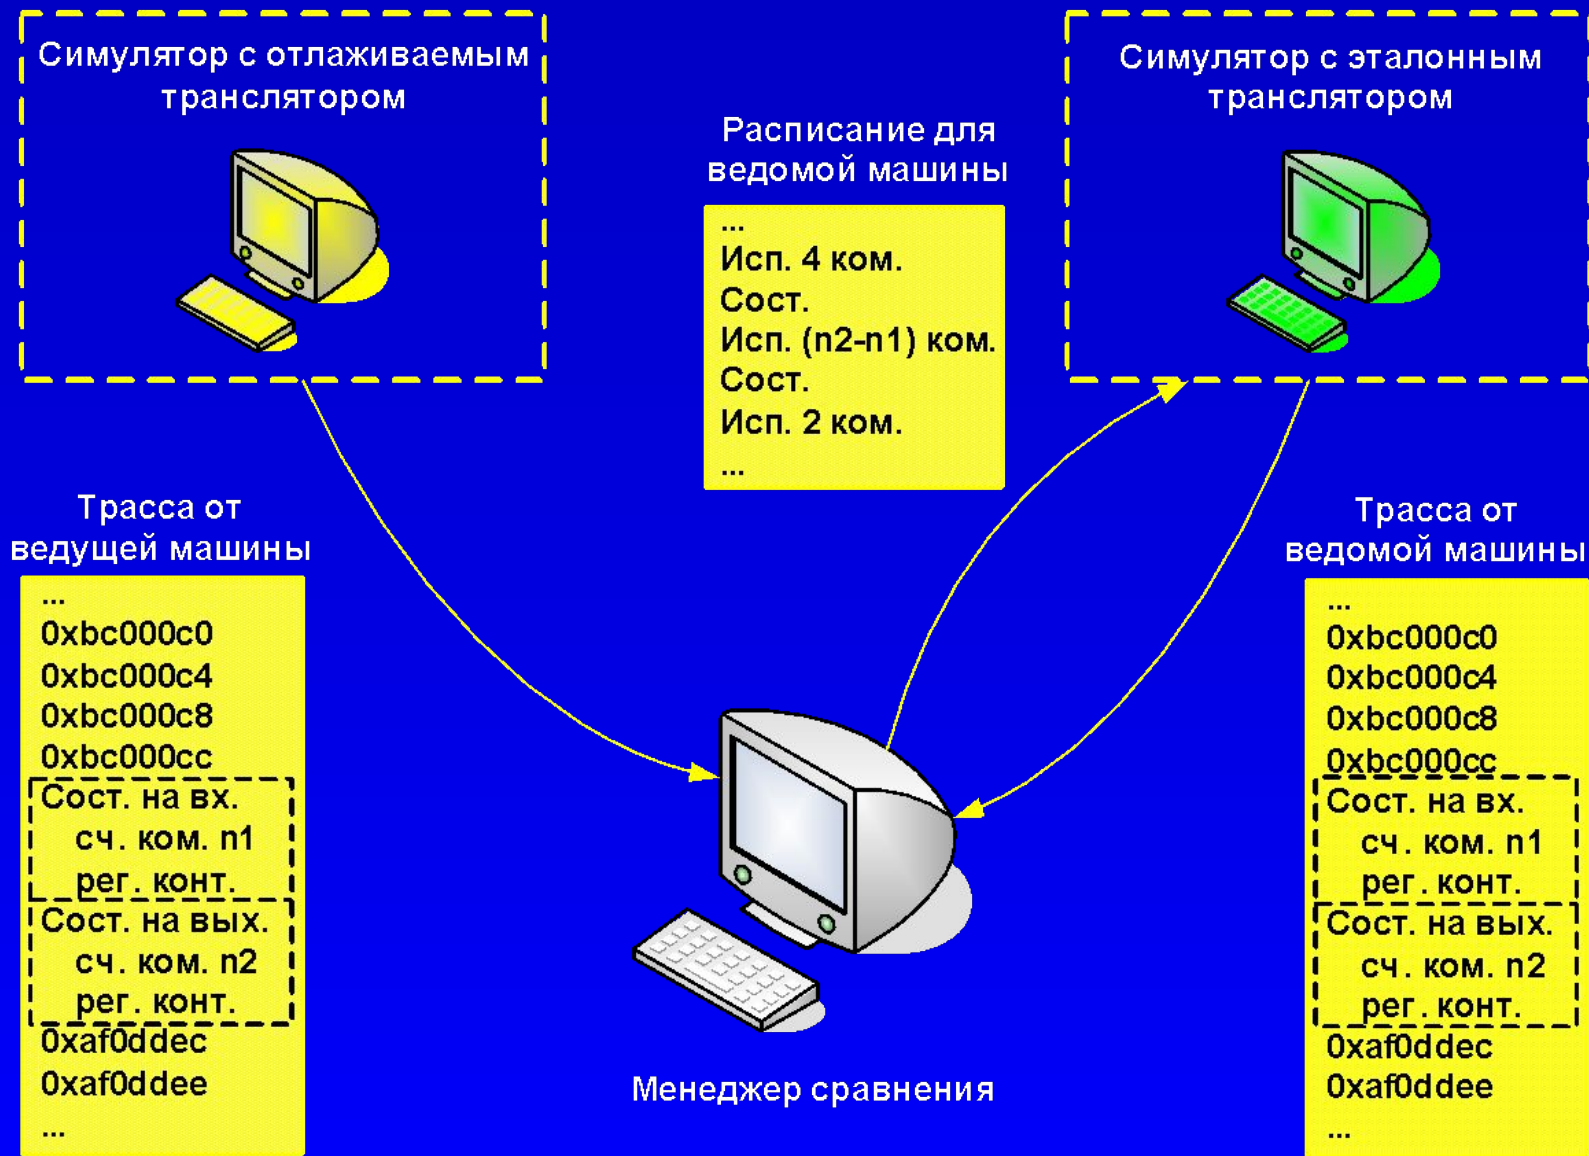 Симулятор с отлаживаемым
транслятором
Симулятор с эталонным
транслятором
Расписание для
ведомой машины
...
Исп. 4 ком.
Сост.
Исп. (n2-n1) ком.
Сост.
Исп. 2 ком.
...
Трасса от
ведущей машины
...
0xbc000c0
0xbc000c4
0xbc000c8
0xbc000cc
Сост. на вх.
сч. ком. n1
рег. конт.
Сост. на вых.
сч. ком. n2
рег. конт.
0xaf0ddec
0xaf0ddee
...
Трасса от
ведомой машины
...
0xbc000c0
0xbc000c4
0xbc000c8
0xbc000cc
Сост. на вх.
сч. ком. n1
рег. конт.
Сост. на вых.
сч. ком. n2
рег. конт.
0xaf0ddec
0xaf0ddee
...
Менеджер сравнения